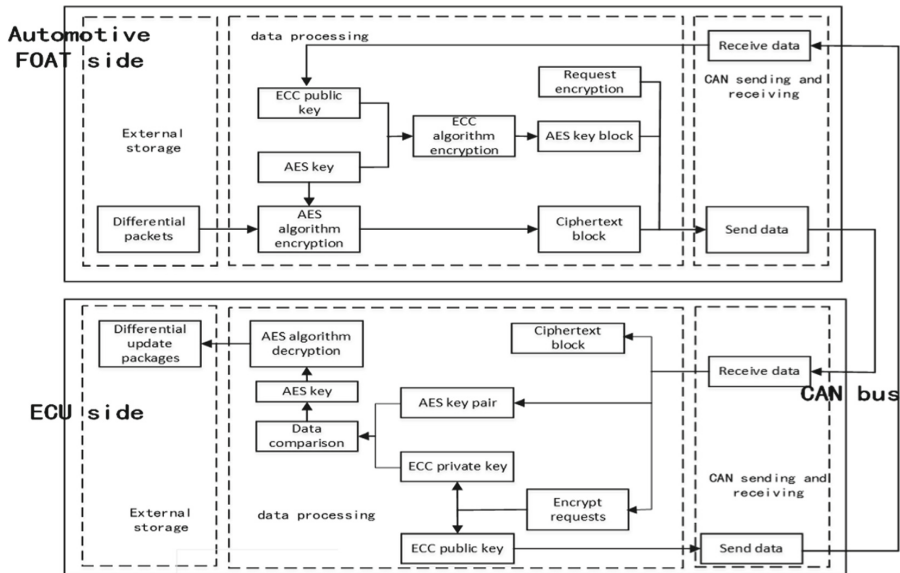 Automotive
FOAT side
data processing
Receive data
Request
encryption
CAN sending and
receiving
ECC public
key
External
storage
ECC
algorithm
encryption
AES key block
AES key
Differential
packets
AES
algorithm
encryption
Ciphertext
block
Send data
Differential
update
packages
AES algorithm
decryption
Ciphertext
block
Receive data
CAN bus
AES key
AES key pair
ECU side
Data
comparison
ECC private key
CAN sending and
receiving
External
storage
data processing
Encrypt
requests
ECC public key
Send data